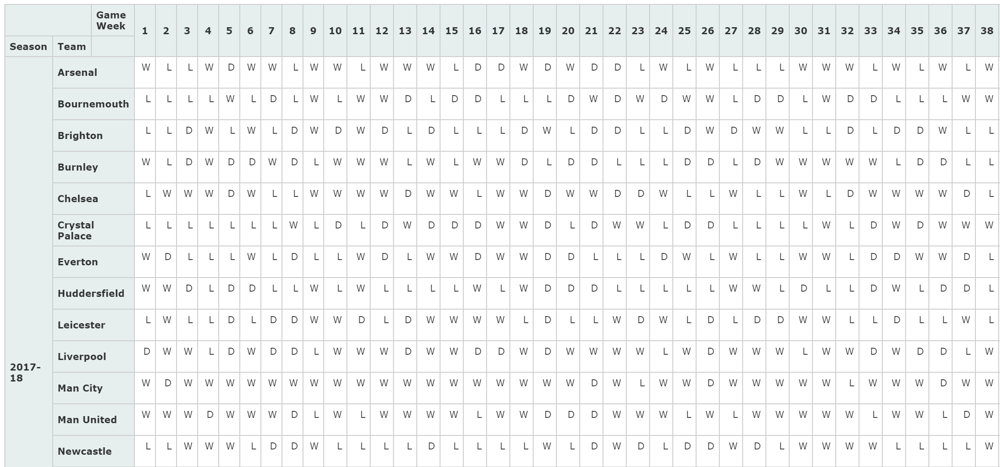 Game
Week
1 2 3 4 5 6 7 8 9 10 11 12 13 14 15 16 17 18 19 20 21 22 23 24 25 26 27 28 29 30 31 32 33 34 35 36 37 38
Season Team
Arsenal W L L W D W W L W W L W W W L D D W D W D D L W L W L L L W W W L W L W L W
Bournemouth L L L L W L D L W L W W D L D D L L L D W D W D W W L D D L W D D L L L W W
Brighton L L D W L W L D W D W D L D L L L D W L D D L L D W D W W L L D L D D W L L
Burnley W L D W D D W D L W W W L W L W W D L D D L L L D D L D W W W W W L D D L L
Chelsea L W W W D W L L W W W W D W W L W W D W W D D W L L W L L W L D W W W W D L
Crystal
Palace L L L L L L L W L D L D W D D D W W D L D W W L D D L L L L W L D W D W W W
Everton W D L L L W L D L L W D L W W D W W D D L L L D W L W L L W W L D D W W D L
Huddersfield W W D L D D L L W L W L L L L W L W D D D L L L L L W W L D L L D W L D D L
Leicester L W L L D L D D W W D L D W W W W L D L L W D W L D L D D W W L L D L L W L
Liverpool D W W L D W D D L W W W D W W D D W D W W W W L W D W W W L W W D W D D L W
2017-
18
Man City W D W W W W W W W W W W W W W W W W W W D W L W W D W W W W W L W W W D W W
Man United W W W D W W W D L W L W W W W L W W D D D W W W L W L W W W W W L W W L D W
Newcastle L L W W W L D D W L L L L D L L L L W L D W D L D D W D L W W W W L L L L W